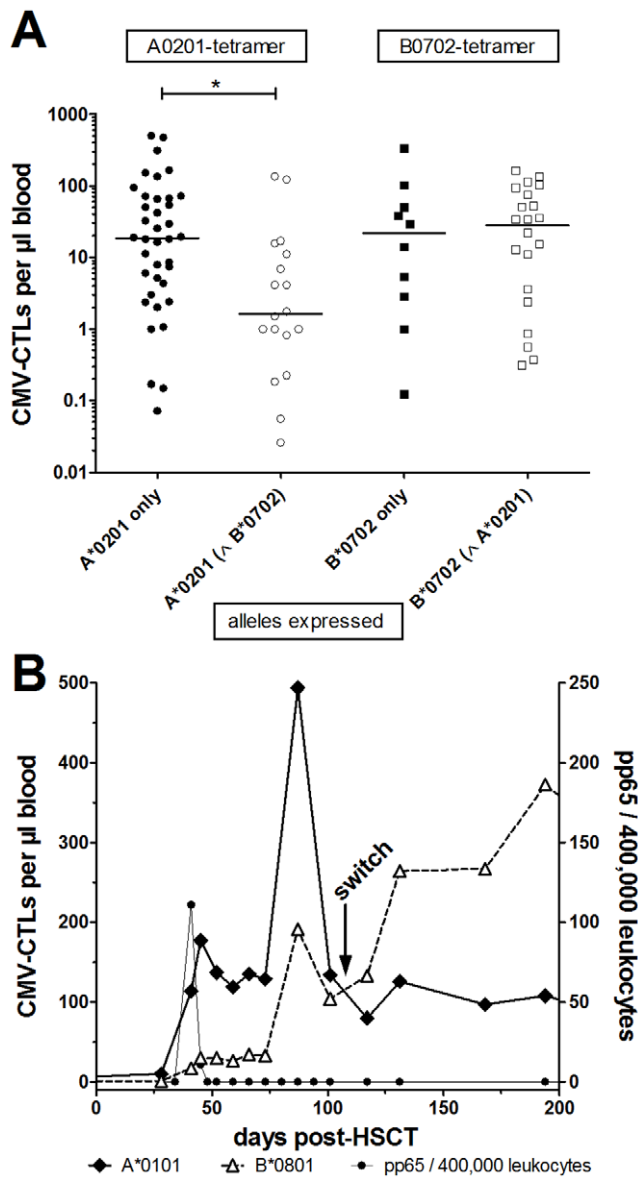 A
A0201-tetramer
B0702-tetramer
*
CMV-CTLs per µl blood
1000
100
10
1
0.1
0.01
A*0201 only
A*0201 (∧ B*0702)
B*0702 only
B*0702 (∧ A*0201)
alleles expressed
B
CMV-CTLs per µl blood
500
400
300
200
100
0
switch
250
200
150
100
50
0
pp65 / 400,000 leukocytes
0
50
100
150
200
days post-HSCT
A*0101
B*0801
pp65 / 400,000 leukocytes